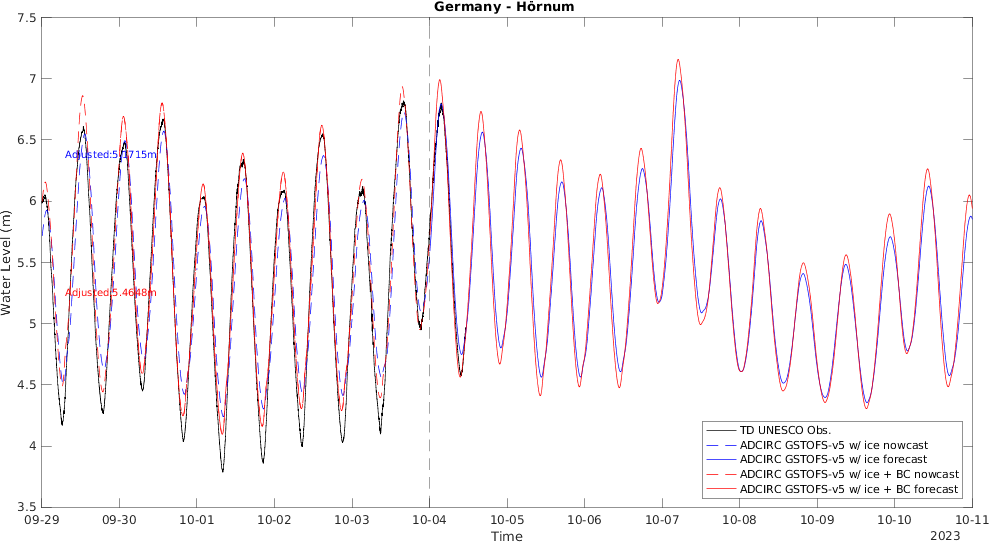 Germany - Hörnum
7.5
7
6.5
6
5.5
5
4.5
4
3.5
Water Level (m)
Adjusted:5.4648m
09-29
09-30
10-01
10-02
10-03
10-04
10-05
10-06
10-07
10-08
10-09
10-10
10-11
Time
2023
TD UNESCO Obs.
ADCIRC GSTOFS-v5 w/ ice nowcast
ADCIRC GSTOFS-v5 w/ ice forecast
ADCIRC GSTOFS-v5 w/ ice + BC nowcast
ADCIRC GSTOFS-v5 w/ ice + BC forecast